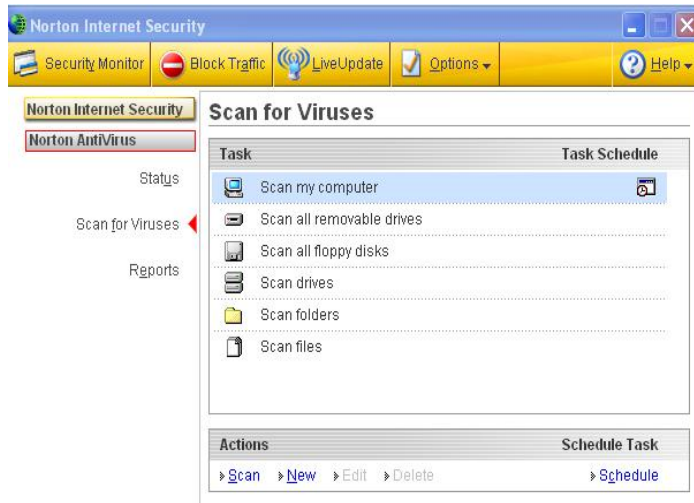 Norton Internet Security
Security Monitor Block Traffic LiveUpdate Options Help
Norton Internet Security
Norton AntiVirus
Status
Scan for Viruses
Reports
Scan for Viruses
Task Task Schedule
Scan my computer
Scan all removable drives
Scan all floppy disks
Scan drives
Scan folders
Scan files
Actions Schedule Task
Scan New Edit Delete Schedule